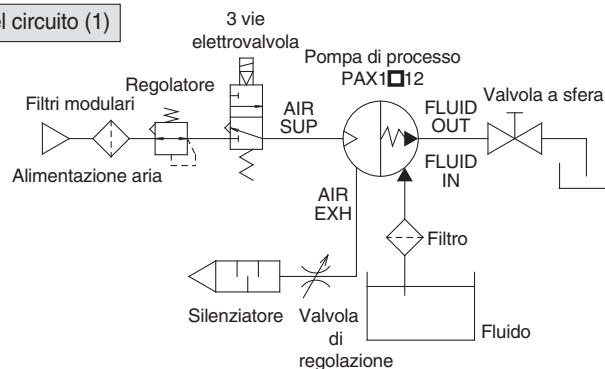 el circuito (1)
3 vie
elettrovalvola
Pompa di processo
PAX1□12
Regolatore
Filtri modulari
AIR
SUP
FLUID
OUT
Valvola a sfera
Alimentazione aria
FLUID
IN
AIR
EXH
Filtro
Silenziatore
Valvola
di
regolazione
Fluido